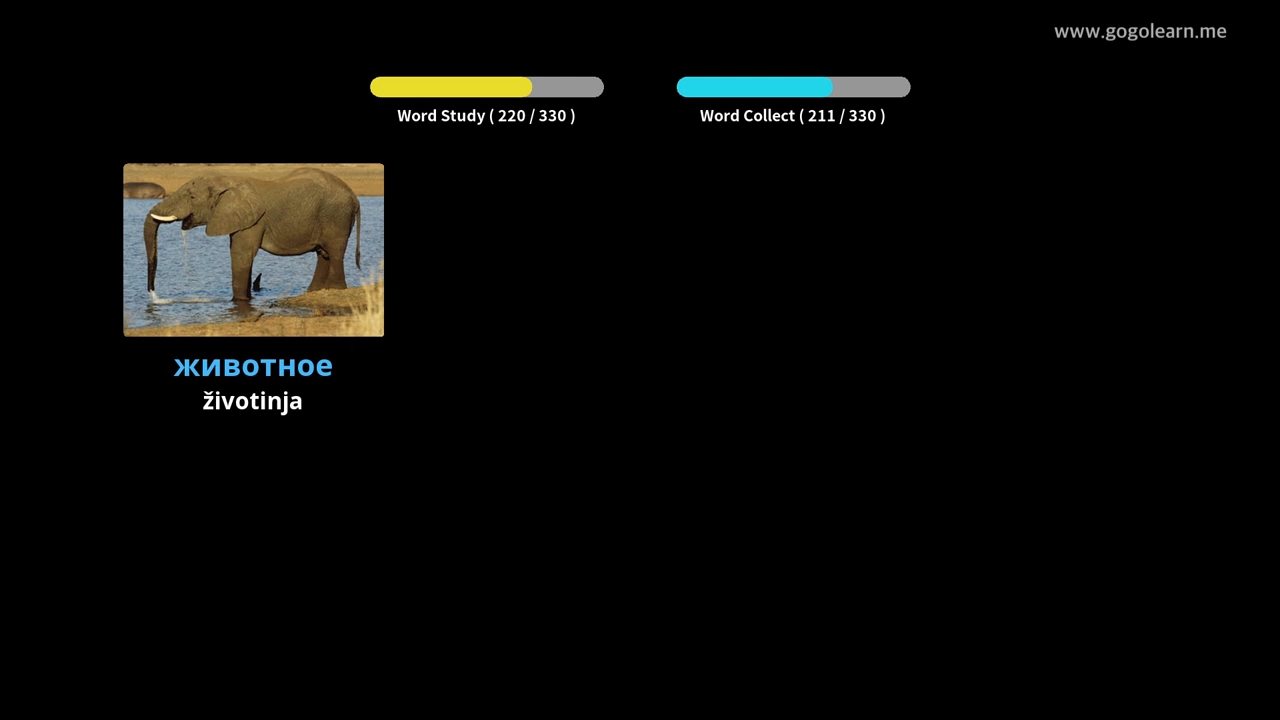 www.gogolearn.me
Word Study ( 220 / 330 )
Word Collect ( 211 / 330 )
животное
životinja